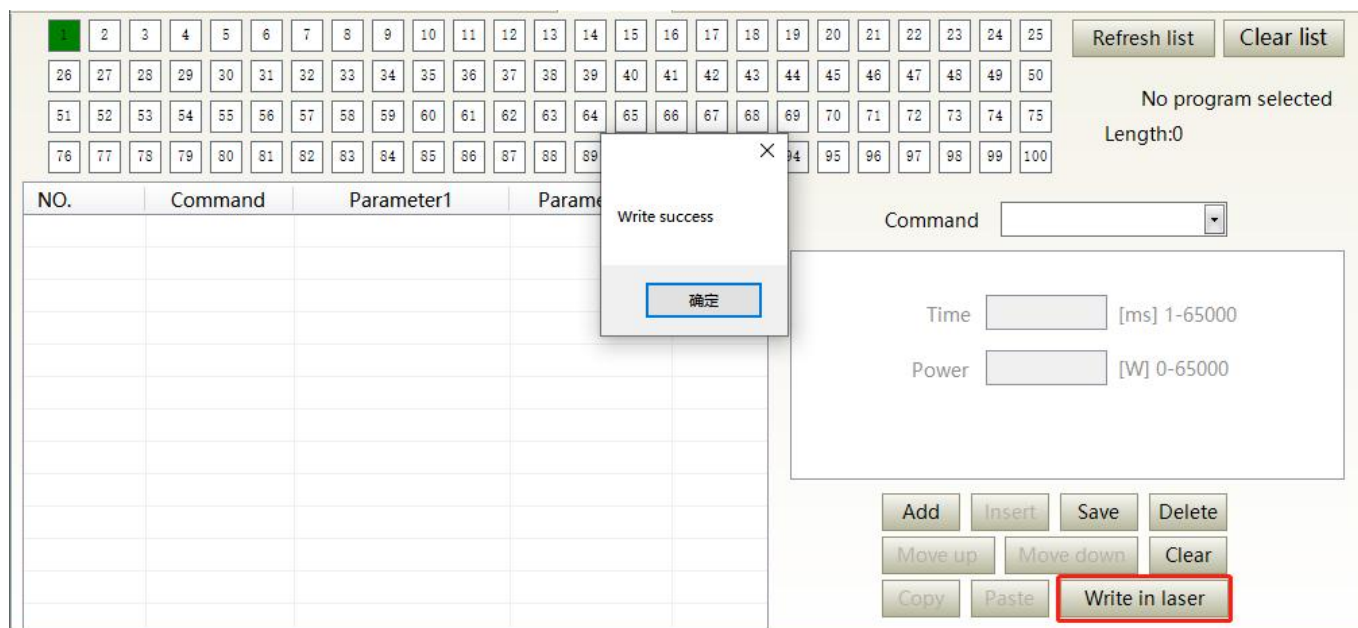 1 2 3 4 5 6 7 8 9 10 11 12 13 14 15 16 17 18 19 20 21 22 23 24 25 Refresh list Clear list
26 27 28 29 30 31 32 33 34 35 36 37 38 39 40 41 42 43 44 45 46 47 48 49 50
No program selected
51 52 53 54 55 56 57 58 59 60 61 62 63 64 65 66 67 68 69 70 71 72 73 74 75
Length:0
76 77 78 79 80 81 82 83 84 85 86 87 88 89 94 95 96 97 98 99 100
NO. Command Parameter1 Parame
Write success
确定
Command
Time [ms] 1-65000
Power [W] 0-65000
Add Insert Save Delete
Move up Move down Clear
Copy Paste Write in laser